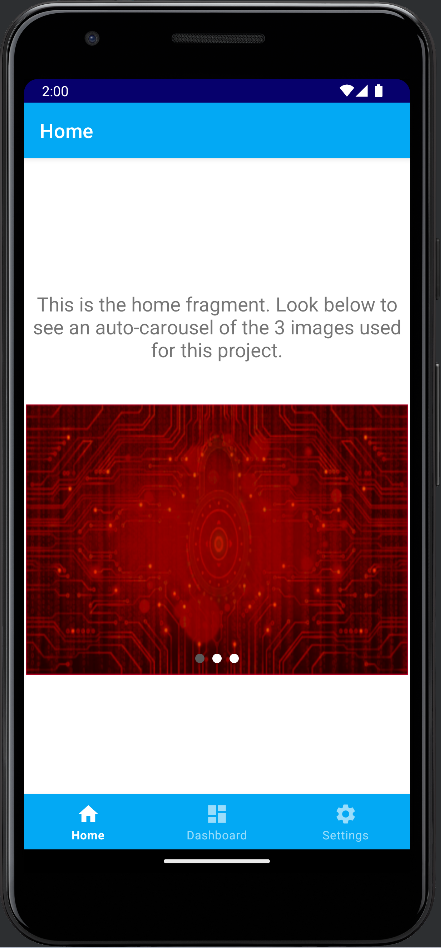 2:00
Home
This is the home fragment. Look below to
see an auto-carousel of the 3 images used
for this project.
Home
Dashboard
Settings